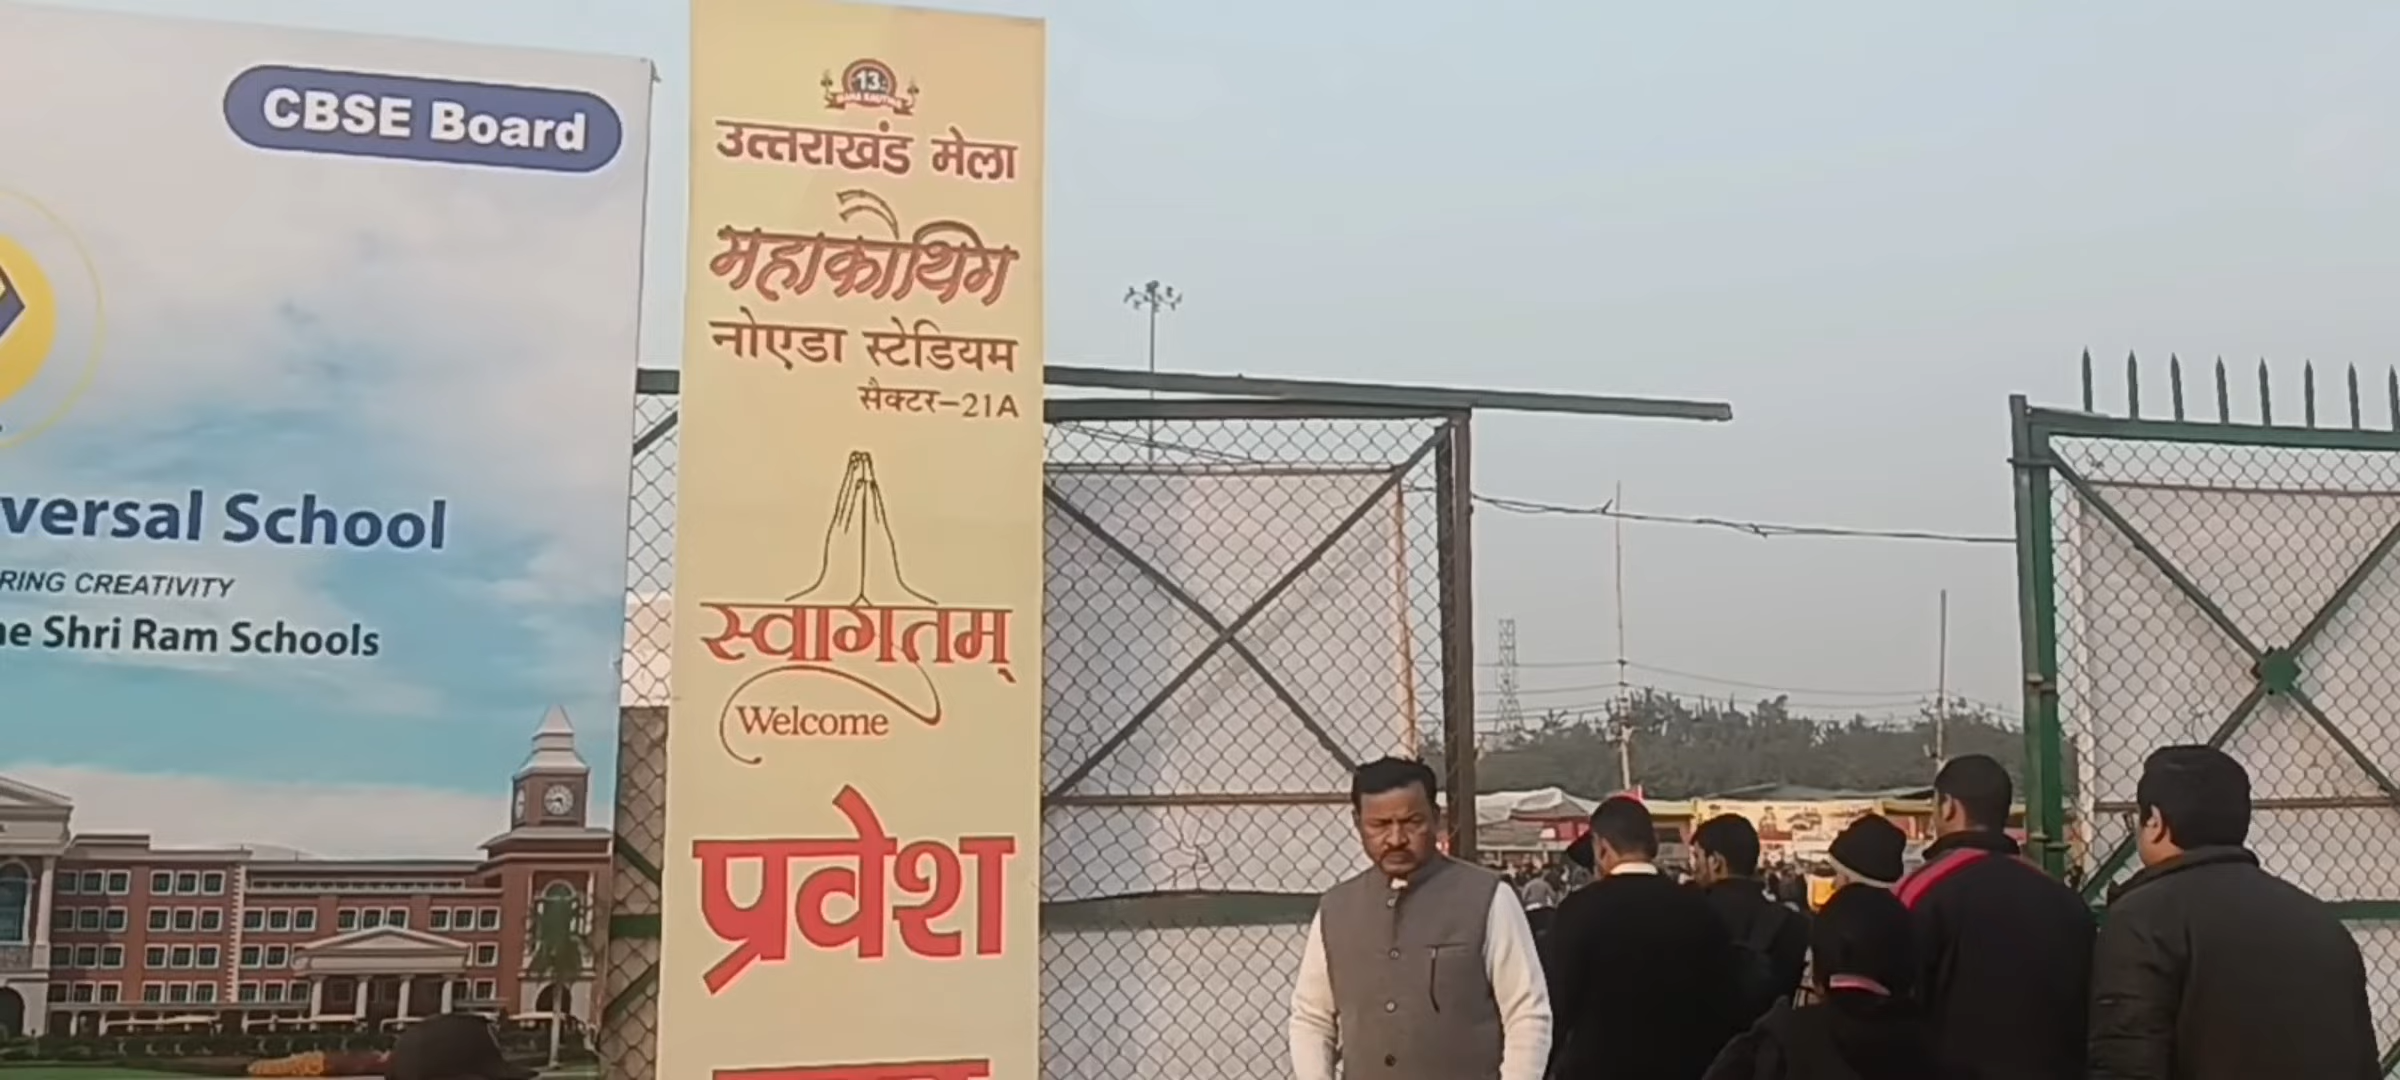 CBSE Board
versal School
RING CREATIVITY
he Shri Ram Schools
13
उत्तराखंड मेला
महाकौथिग
नोएडा स्टेडियम
सैक्टर-21A
स्वागतम्
Welcome
प्रवेश